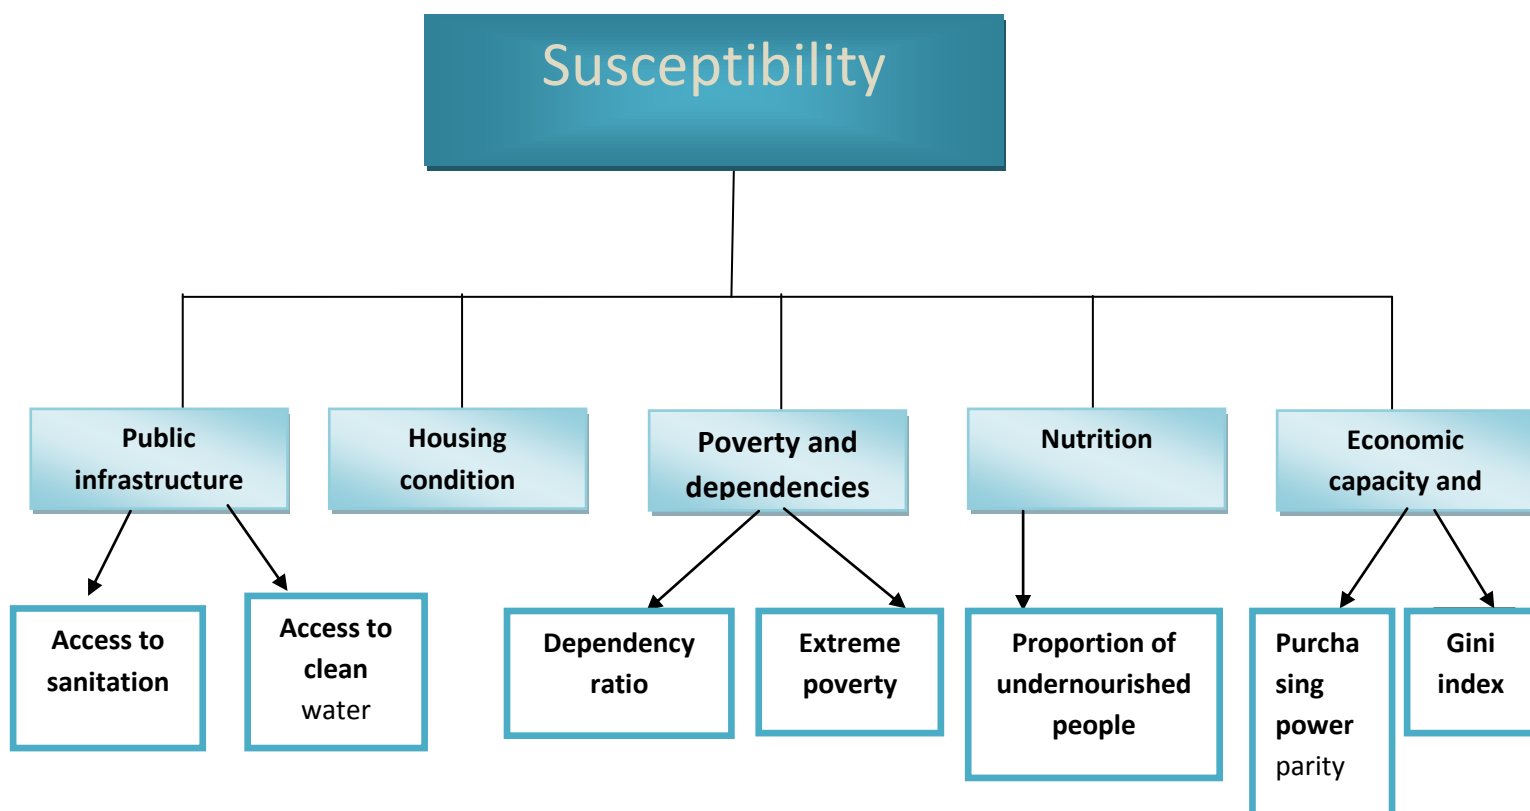 Susceptibility
Public
infrastructure
Housing
condition
Poverty and
dependencies
Nutrition
Economic
capacity and
Access to
sanitation
Access to
clean
water
Dependency
ratio
Extreme
poverty
Proportion of
undernourished
people
Purcha
sing
power
parity
Gini
index